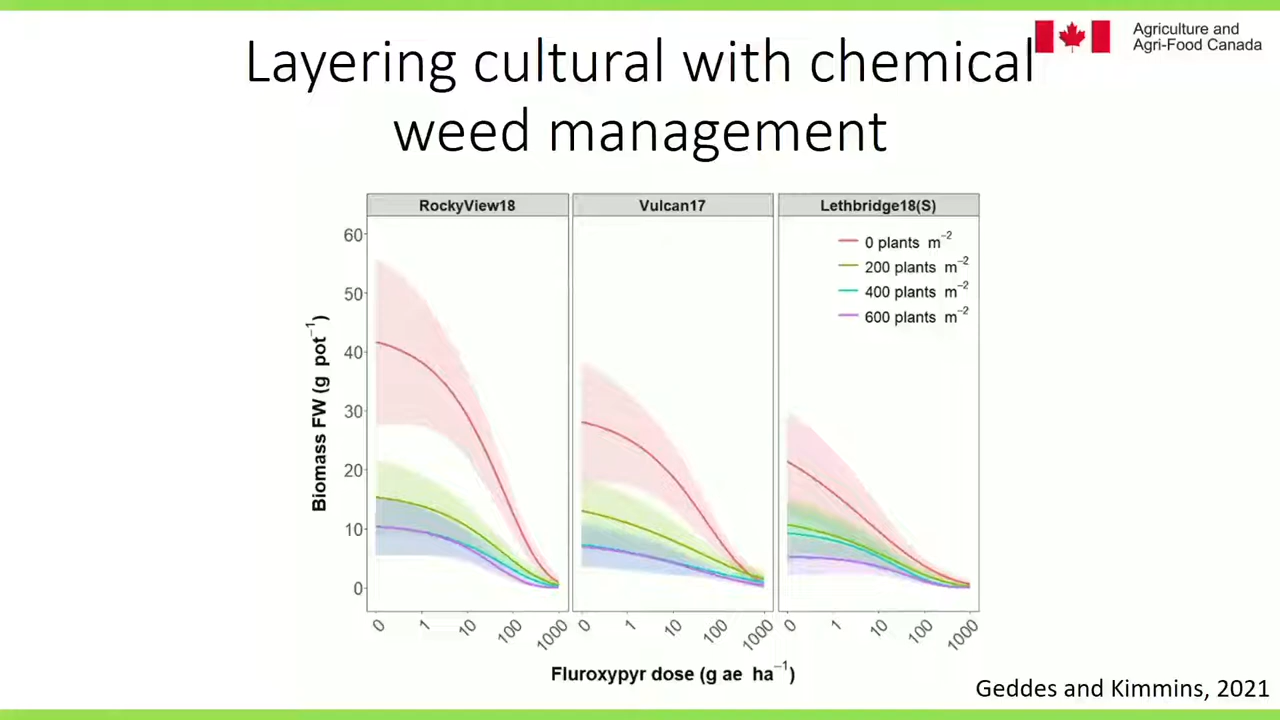 Agriculture and
Agri-Food Canada
Layering cultural with chemical
weed management
RockyView18
Vulcan17
Lethbridge18(S)
0 plants m⁻²
200 plants m⁻²
400 plants m⁻²
600 plants m⁻²
Biomass FW (g pot⁻¹)
60
50
40
30
20
10
0
0 1 10 100 1000
0 1 10 100 1000
0 1 10 100 1000
Fluroxypyr dose (g ae ha⁻¹)
Geddes and Kimmins, 2021